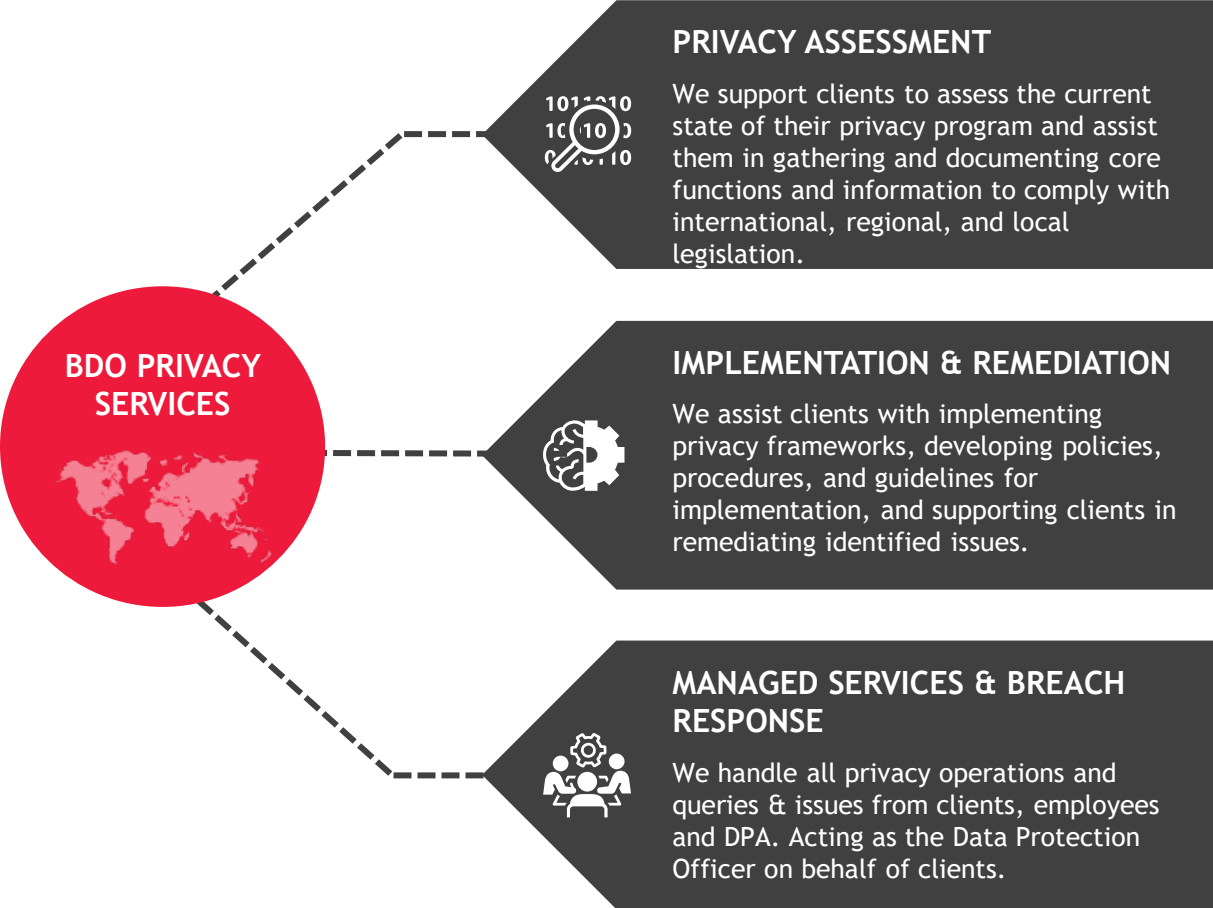 PRIVACY ASSESSMENT
We support clients to assess the current
state of their privacy program and assist
them in gathering and documenting core
functions and information to comply with
international, regional, and local
legislation.
BDO PRIVACY
SERVICES
IMPLEMENTATION & REMEDIATION
We assist clients with implementing
privacy frameworks, developing policies,
procedures, and guidelines for
implementation, and supporting clients in
remediating identified issues.
MANAGED SERVICES & BREACH
RESPONSE
We handle all privacy operations and
queries & issues from clients, employees
and DPA. Acting as the Data Protection
Officer on behalf of clients.